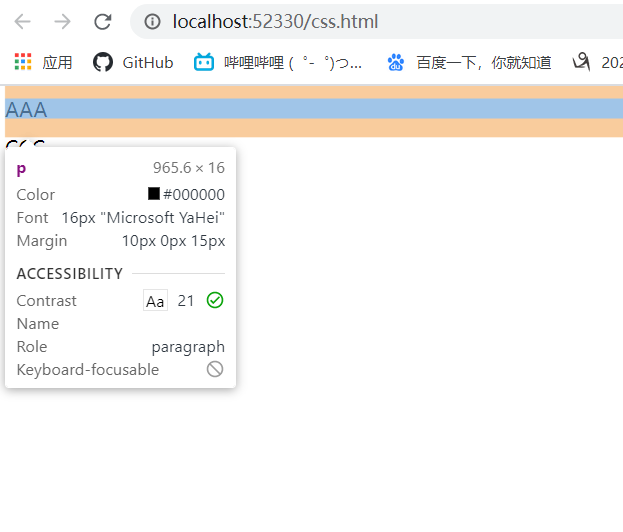 localhost:52330/css.html
应用 GitHub 哔哩哔哩 (゜-゜)つ... 百度一下，你就知道 202
AAA
p 965.6 × 16
Color #000000
Font 16px "Microsoft YaHei"
Margin 10px 0px 15px
ACCESSIBILITY
Contrast Aa 21
Name
Role paragraph
Keyboard-focusable